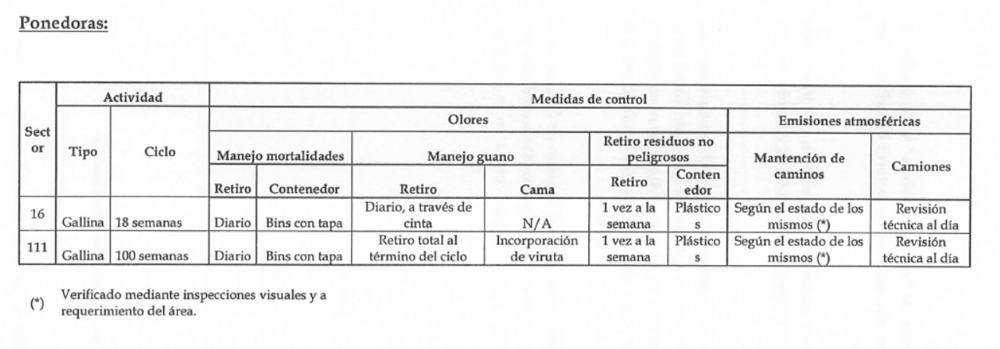 Ponedoras:
Actividad Medidas de control
Olores Emisiones atmosféricas
Sect
or
Tipo Ciclo
Manejo mortalidades Manejo guano
Retiro residuos no
peligrosos
Mantención de
caminos
Camiones
Retiro Contenedor Retiro Cama Retiro
Conten
edor
16 Gallina 18 semanas Diario Bins con tapa
Diario, a través de
cinta
N/A
1 vez a la
semana
Plástico
s
Según el estado de los
mismos (*)
Revisión
técnica al día
111 Gallina 100 semanas Diario Bins con tapa
Retiro total al
término del ciclo
Incorporación
de viruta
1 vez a la
semana
Plástico
s
Según el estado de los
mismos (*)
Revisión
técnica al día
(*) Verificado mediante inspecciones visuales y a
requerimiento del área.